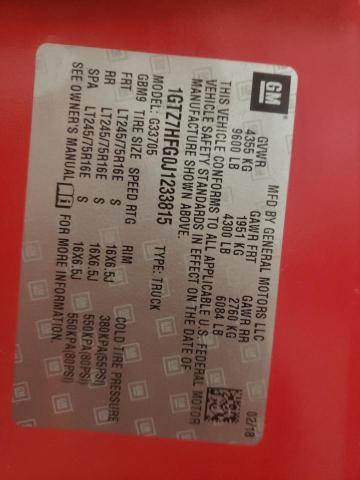 GM
MFD BY GENERAL MOTORS LLC 02/18
GVWR GAWR FRT GAWR RR
4355 KG 1951 KG 2760 KG
9600 LB 4300 LB 6084 LB
THIS VEHICLE CONFORMS TO ALL APPLICABLE U.S. FEDERAL MOTOR
VEHICLE SAFETY STANDARDS IN EFFECT ON THE DATE OF
MANUFACTURE SHOWN ABOVE.
1GTZ7HFG0J1233815 TYPE: TRUCK
MODEL: G33705
GBM9 TIRE SIZE SPEED RTG RIM COLD TIRE PRESSURE
FRT LT245/75R16E S 16X6.5J 380KPA(55PSI)
RR LT245/75R16E S 16X6.5J 550KPA(80PSI)
SPA LT245/75R16E S 16X6.5J 550KPA(80PSI)
SEE OWNER'S MANUAL i FOR MORE INFORMATION.